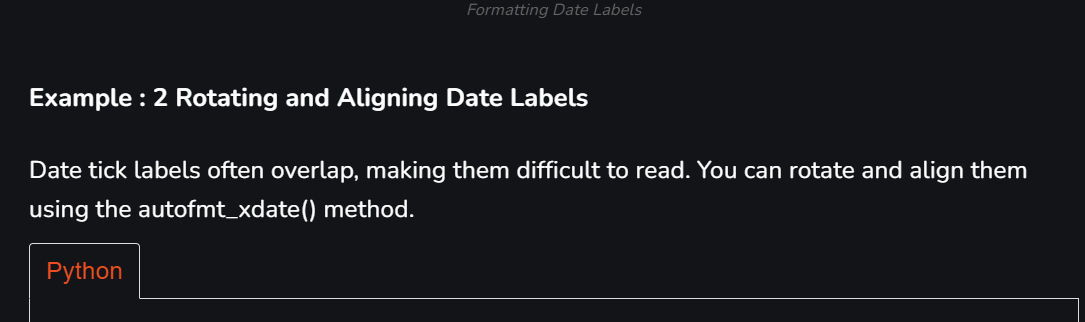 Formatting Date Labels
Example : 2 Rotating and Aligning Date Labels
Date tick labels often overlap, making them difficult to read. You can rotate and align them
using the autofmt_xdate() method.
Python